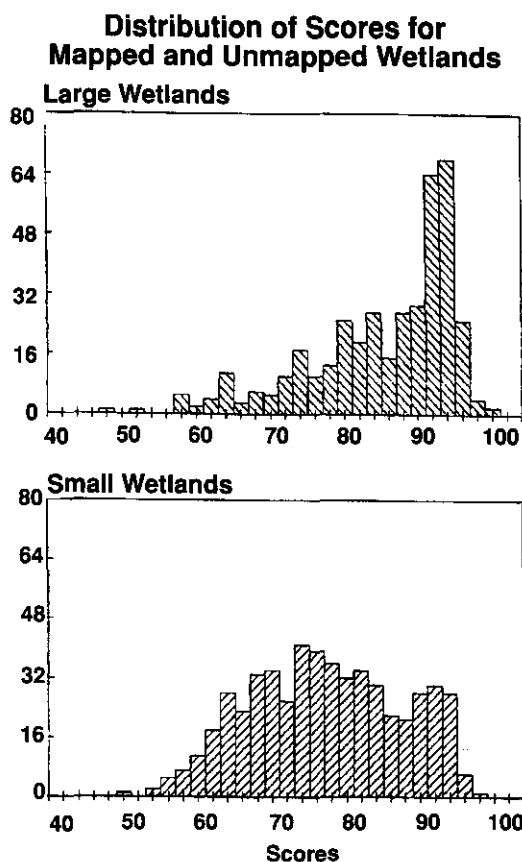 Distribution of Scores for
Mapped and Unmapped Wetlands
Large Wetlands
80
64
48
32
16
0
40 50 60 70 80 90 100
Small Wetlands
80
64
48
32
16
0
40 50 60 70 80 90 100
Scores